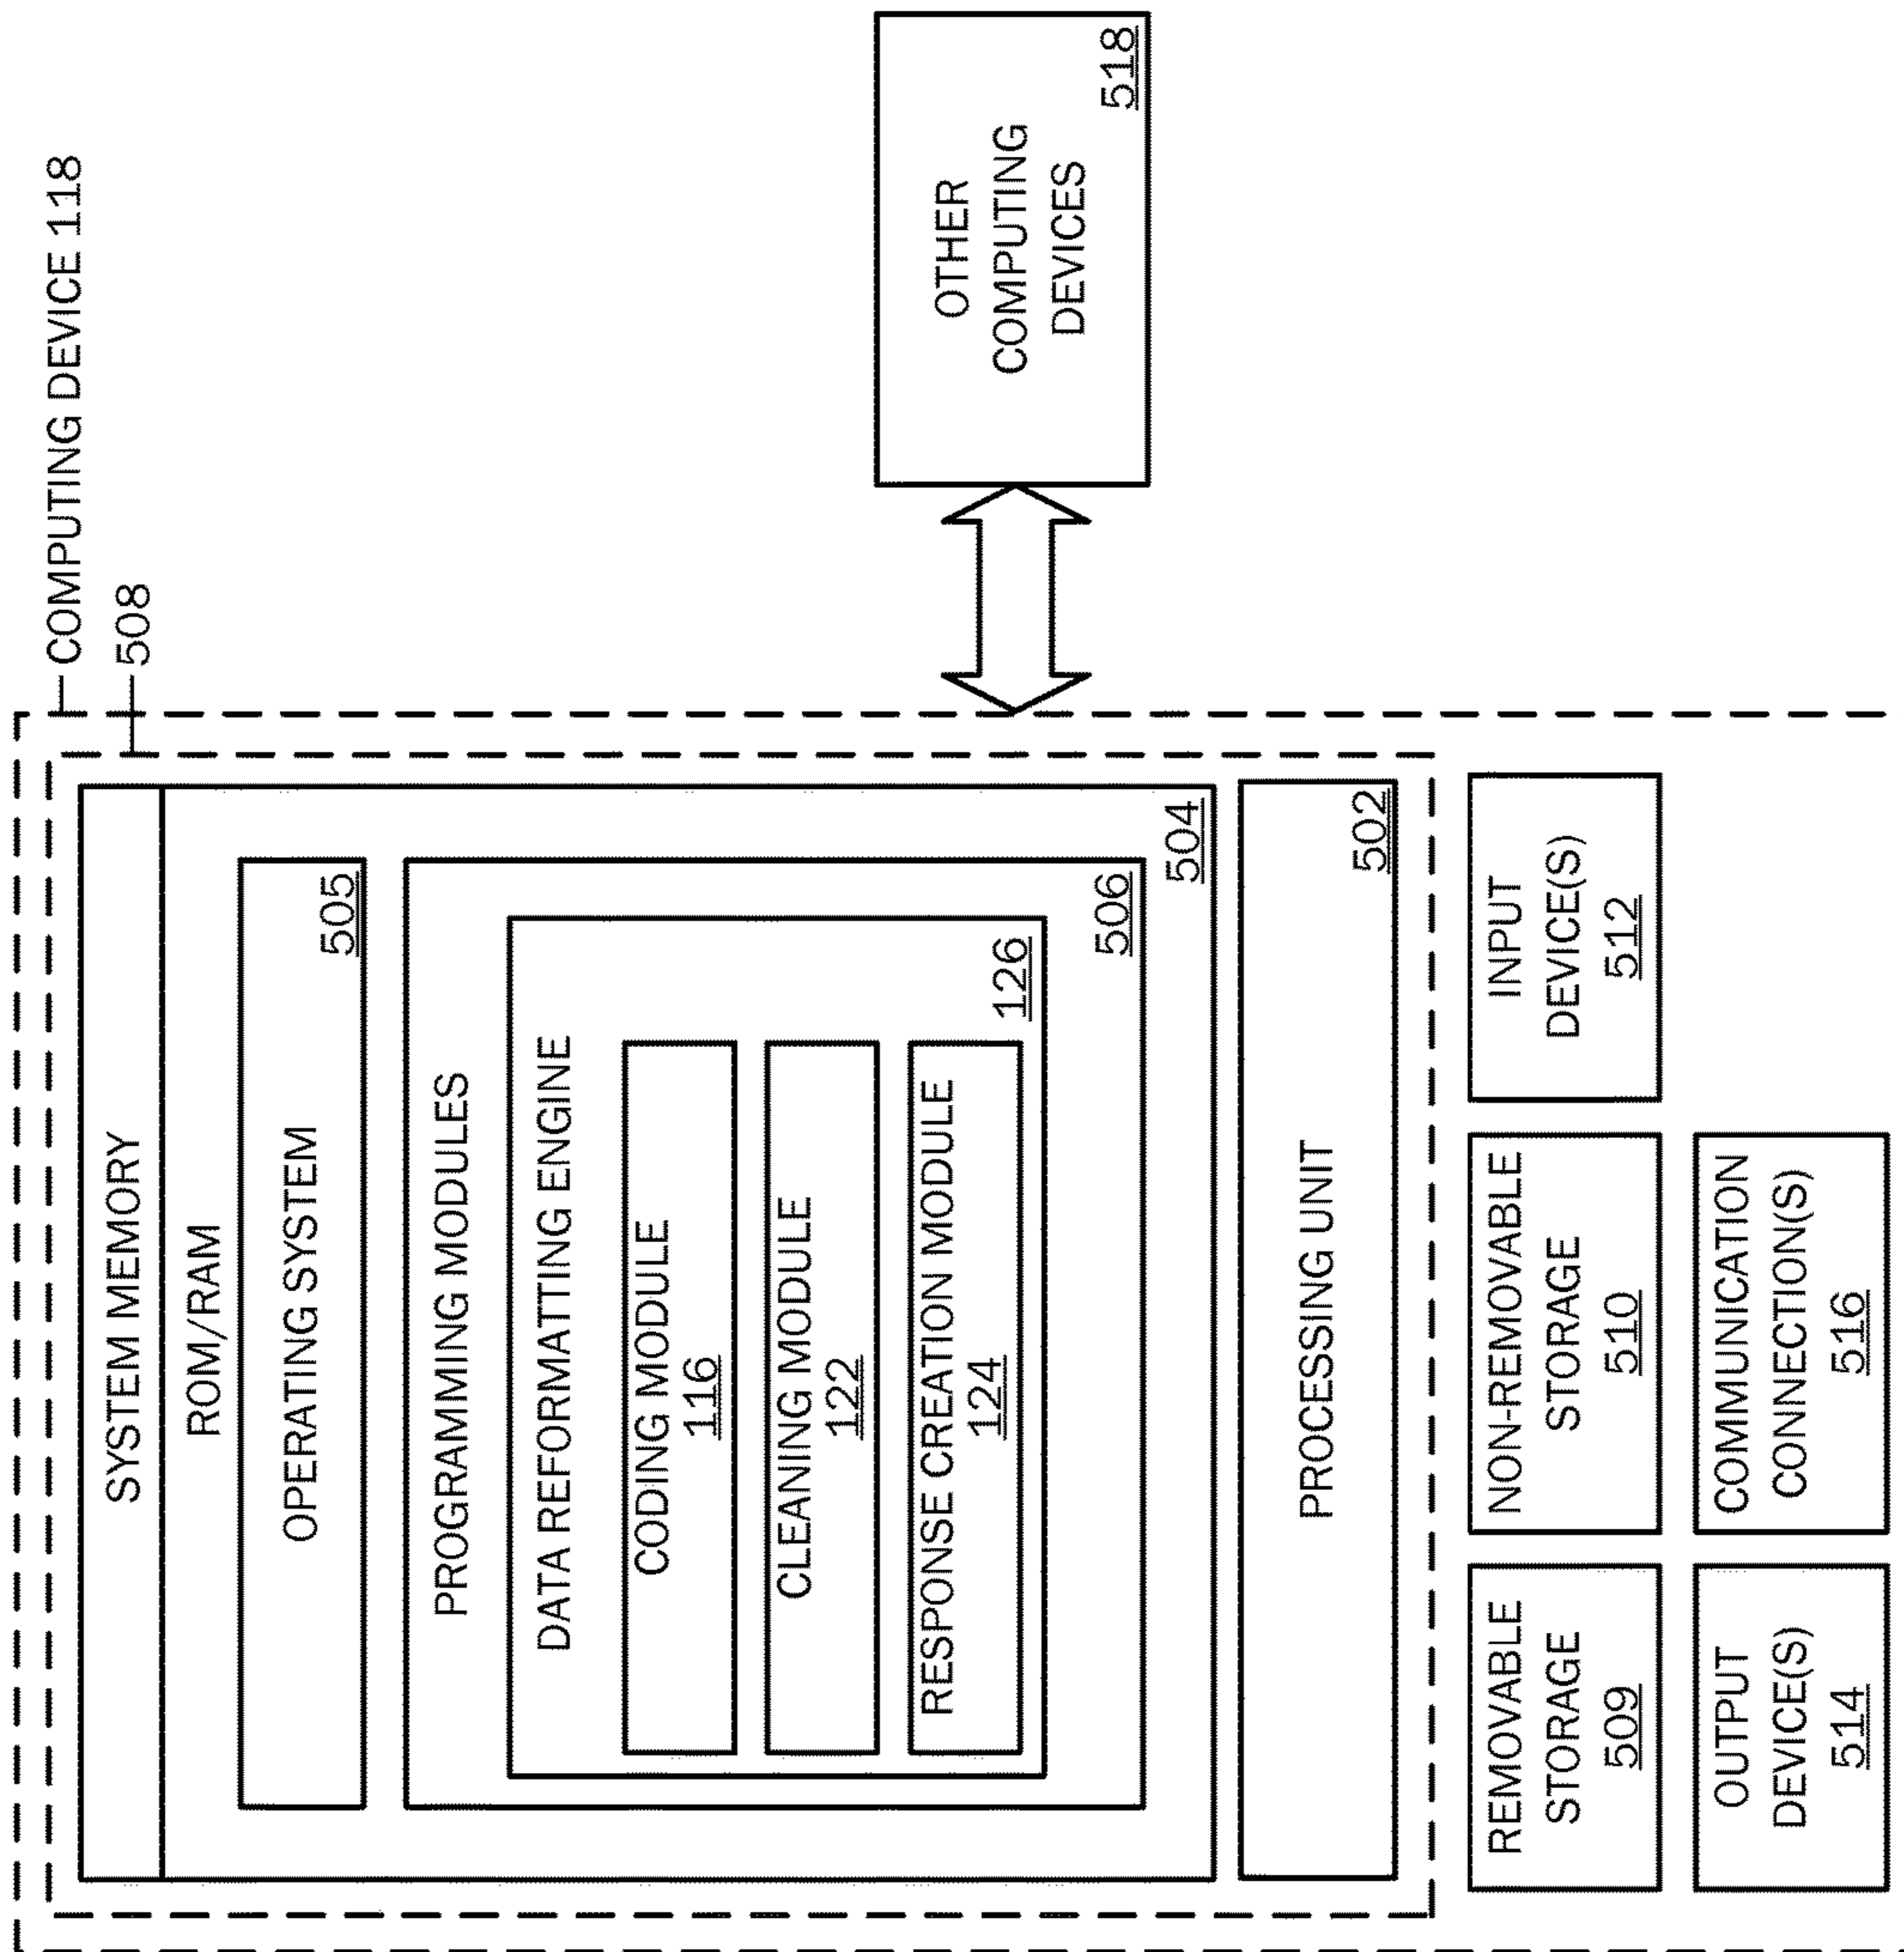 COMPUTING DEVICE 118
508
SYSTEM MEMORY
ROM/RAM
OPERATING SYSTEM
505
PROGRAMMING MODULES
DATA REFORMATTING ENGINE
CODING MODULE
116
CLEANING MODULE
122
RESPONSE CREATION MODULE
124
126
506
504
PROCESSING UNIT
502
REMOVABLE
STORAGE
509
NON-REMOVABLE
STORAGE
510
INPUT
DEVICE(S)
512
OUTPUT
DEVICE(S)
514
COMMUNICATION
CONNECTION(S)
516
OTHER
COMPUTING
DEVICES
518